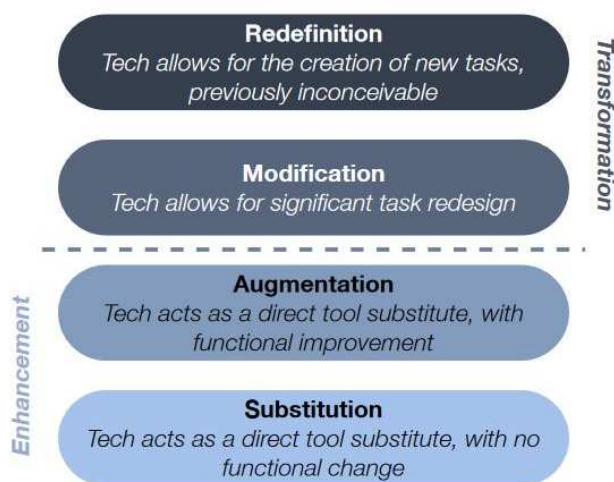 Redefinition
Tech allows for the creation of new tasks,
previously inconceivable
Transformation
Modification
Tech allows for significant task redesign
Enhancement
Augmentation
Tech acts as a direct tool substitute, with
functional improvement
Substitution
Tech acts as a direct tool substitute, with no
functional change